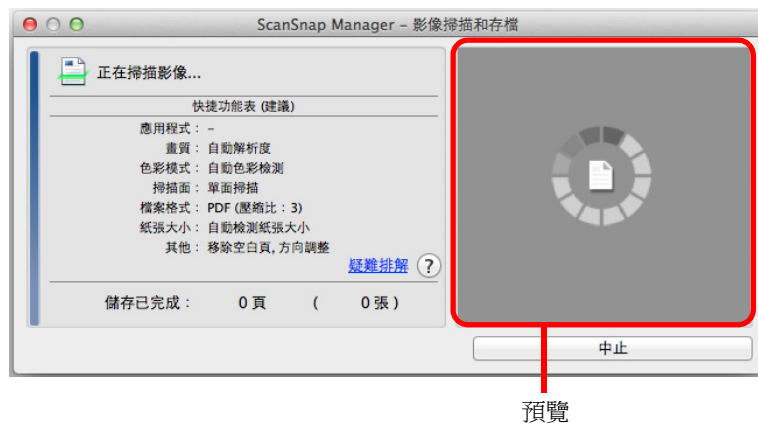 ScanSnap Manager – 影像掃描和存檔
正在掃描影像...
快捷功能表 (建議)
應用程式： –
畫質： 自動解析度
色彩模式： 自動色彩檢測
掃描面： 單面掃描
檔案格式： PDF (壓縮比：3)
紙張大小： 自動檢測紙張大小
其他： 移除空白頁, 方向調整
疑難排解 ?
儲存已完成： 0 頁 ( 0 張 )
中止
預覽